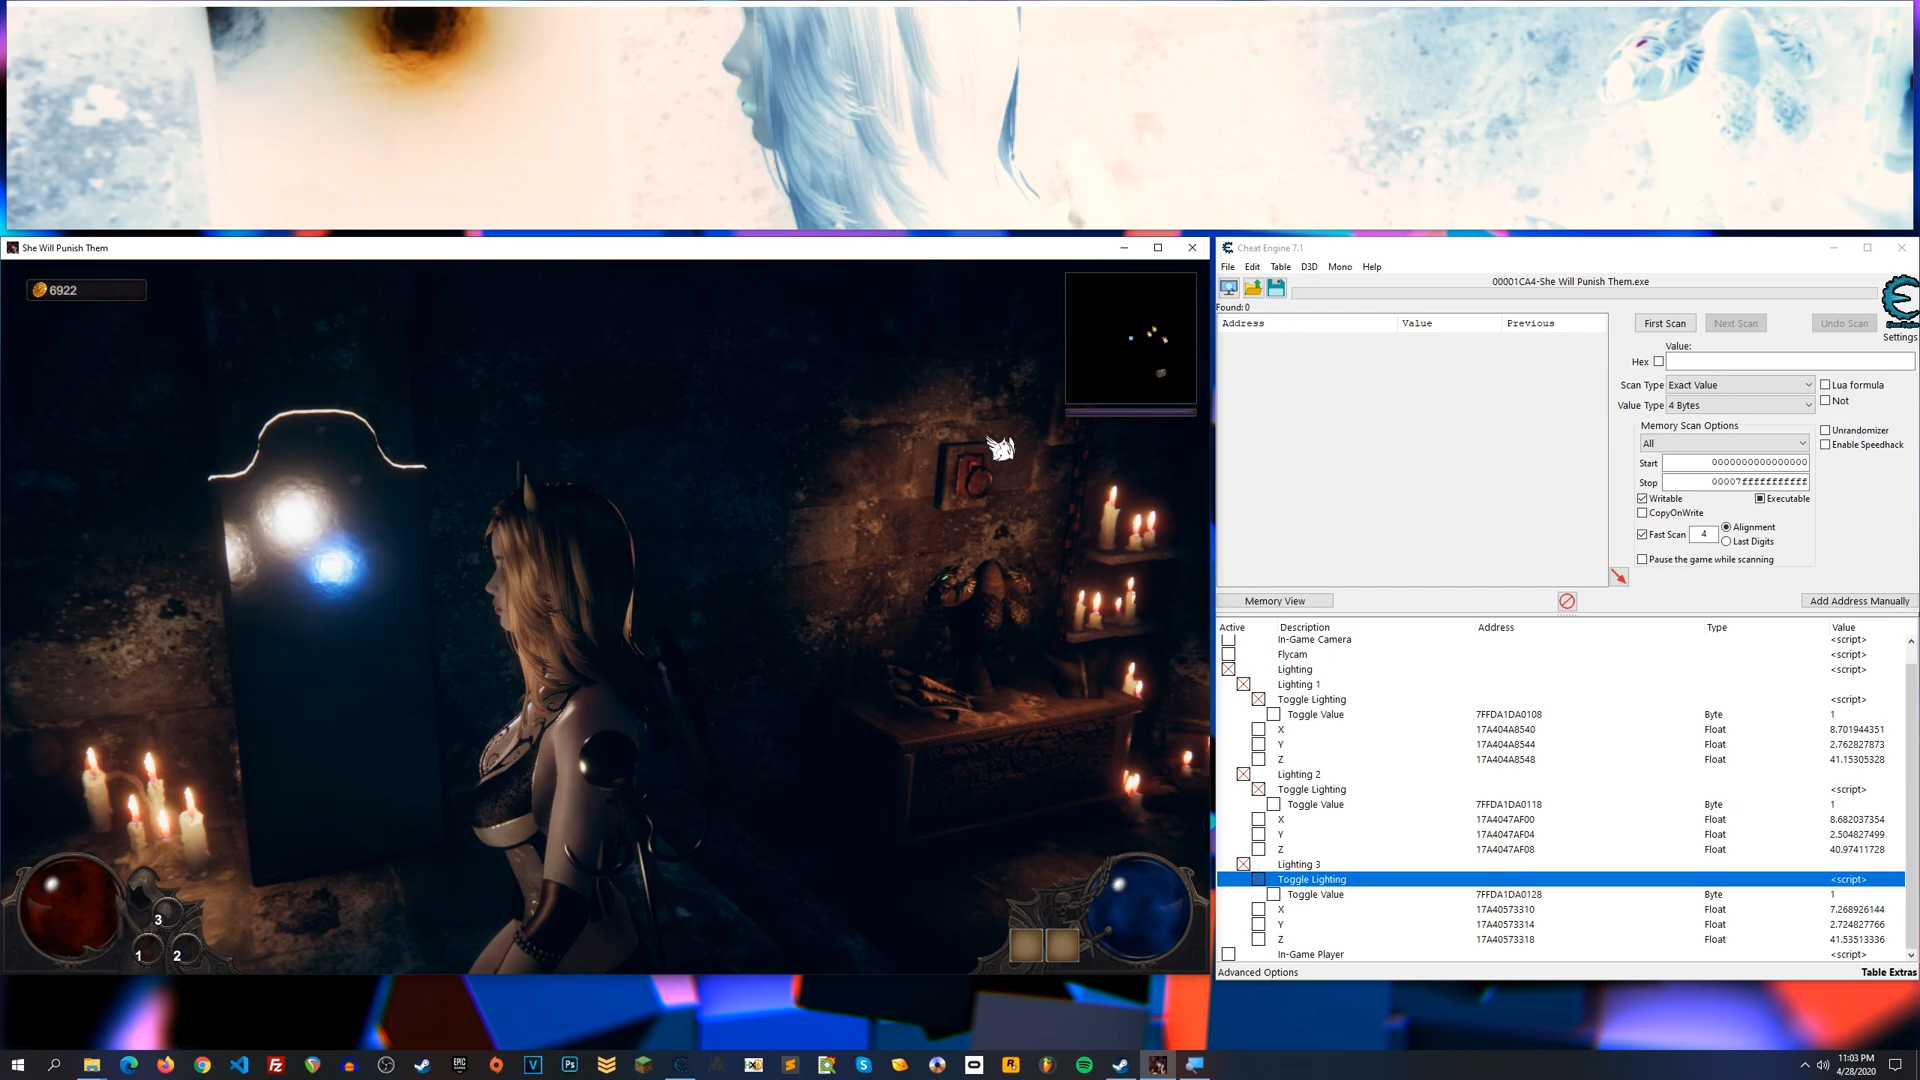 She Will Punish Them
6922
3
1
2
Cheat Engine 7.1
File Edit Table D3D Mono Help
00001CA4-She Will Punish Them.exe
Found: 0
Address Value Previous
First Scan Next Scan Undo Scan
Settings
Value:
Hex
Scan Type Exact Value Lua formula
Not
Value Type 4 Bytes
Memory Scan Options
All
Unrandomizer
Enable Speedhack
Start 0000000000000000
Stop 00007fffffffffff
Writable Executable
CopyOnWrite
Fast Scan 4 Alignment
Last Digits
Pause the game while scanning
Memory View Add Address Manually
Active Description Address Type Value
In-Game Camera <script>
Flycam <script>
Lighting <script>
Lighting 1
Toggle Lighting <script>
Toggle Value 7FFDA1DA0108 Byte 1
X 17A404A8540 Float 8.701944351
Y 17A404A8544 Float 2.762827873
Z 17A404A8548 Float 41.15305328
Lighting 2
Toggle Lighting <script>
Toggle Value 7FFDA1DA0118 Byte 1
X 17A4047AF00 Float 8.682037354
Y 17A4047AF04 Float 2.504827499
Z 17A4047AF08 Float 40.97411728
Lighting 3
Toggle Lighting <script>
Toggle Value 7FFDA1DA0128 Byte 1
X 17A40573310 Float 7.268926144
Y 17A40573314 Float 2.724827766
Z 17A40573318 Float 41.53513336
In-Game Player <script>
Advanced Options Table Extras
11:03 PM
4/28/2020